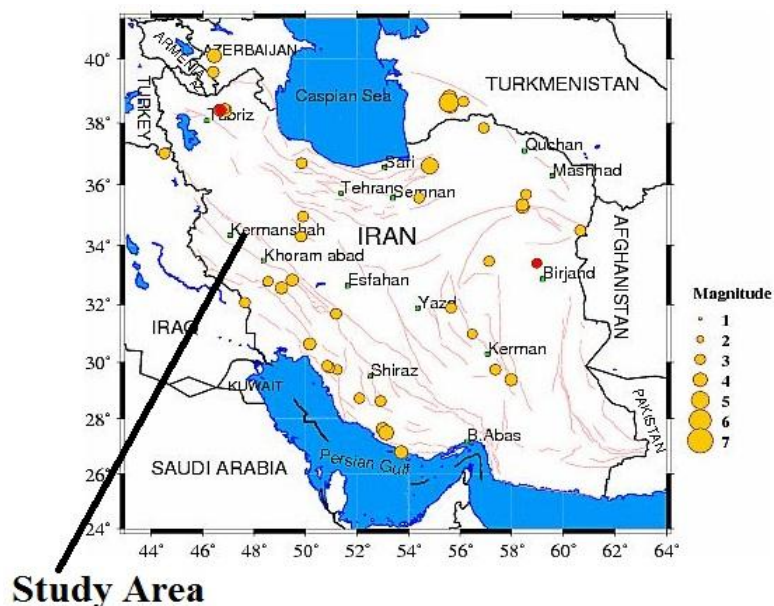 40°
38°
36°
34°
32°
30°
28°
26°
24°
44° 46° 48° 50° 52° 54° 56° 58° 60° 62° 64°
ARMENIA
AZERBAIJAN
TURKEY
TURKMENISTAN
Caspian Sea
Tabriz
Quchan
Mashhad
Sari
Tehran
Semnan
Kermanshah
IRAN
Khoram abad
AFGHANISTAN
Birjand
Esfahan
Yazd
IRAQ
Kerman
Shiraz
KUWAIT
PAKISTAN
B.Abas
Persian Gulf
SAUDI ARABIA
Magnitude
1
2
3
4
5
6
7
Study Area